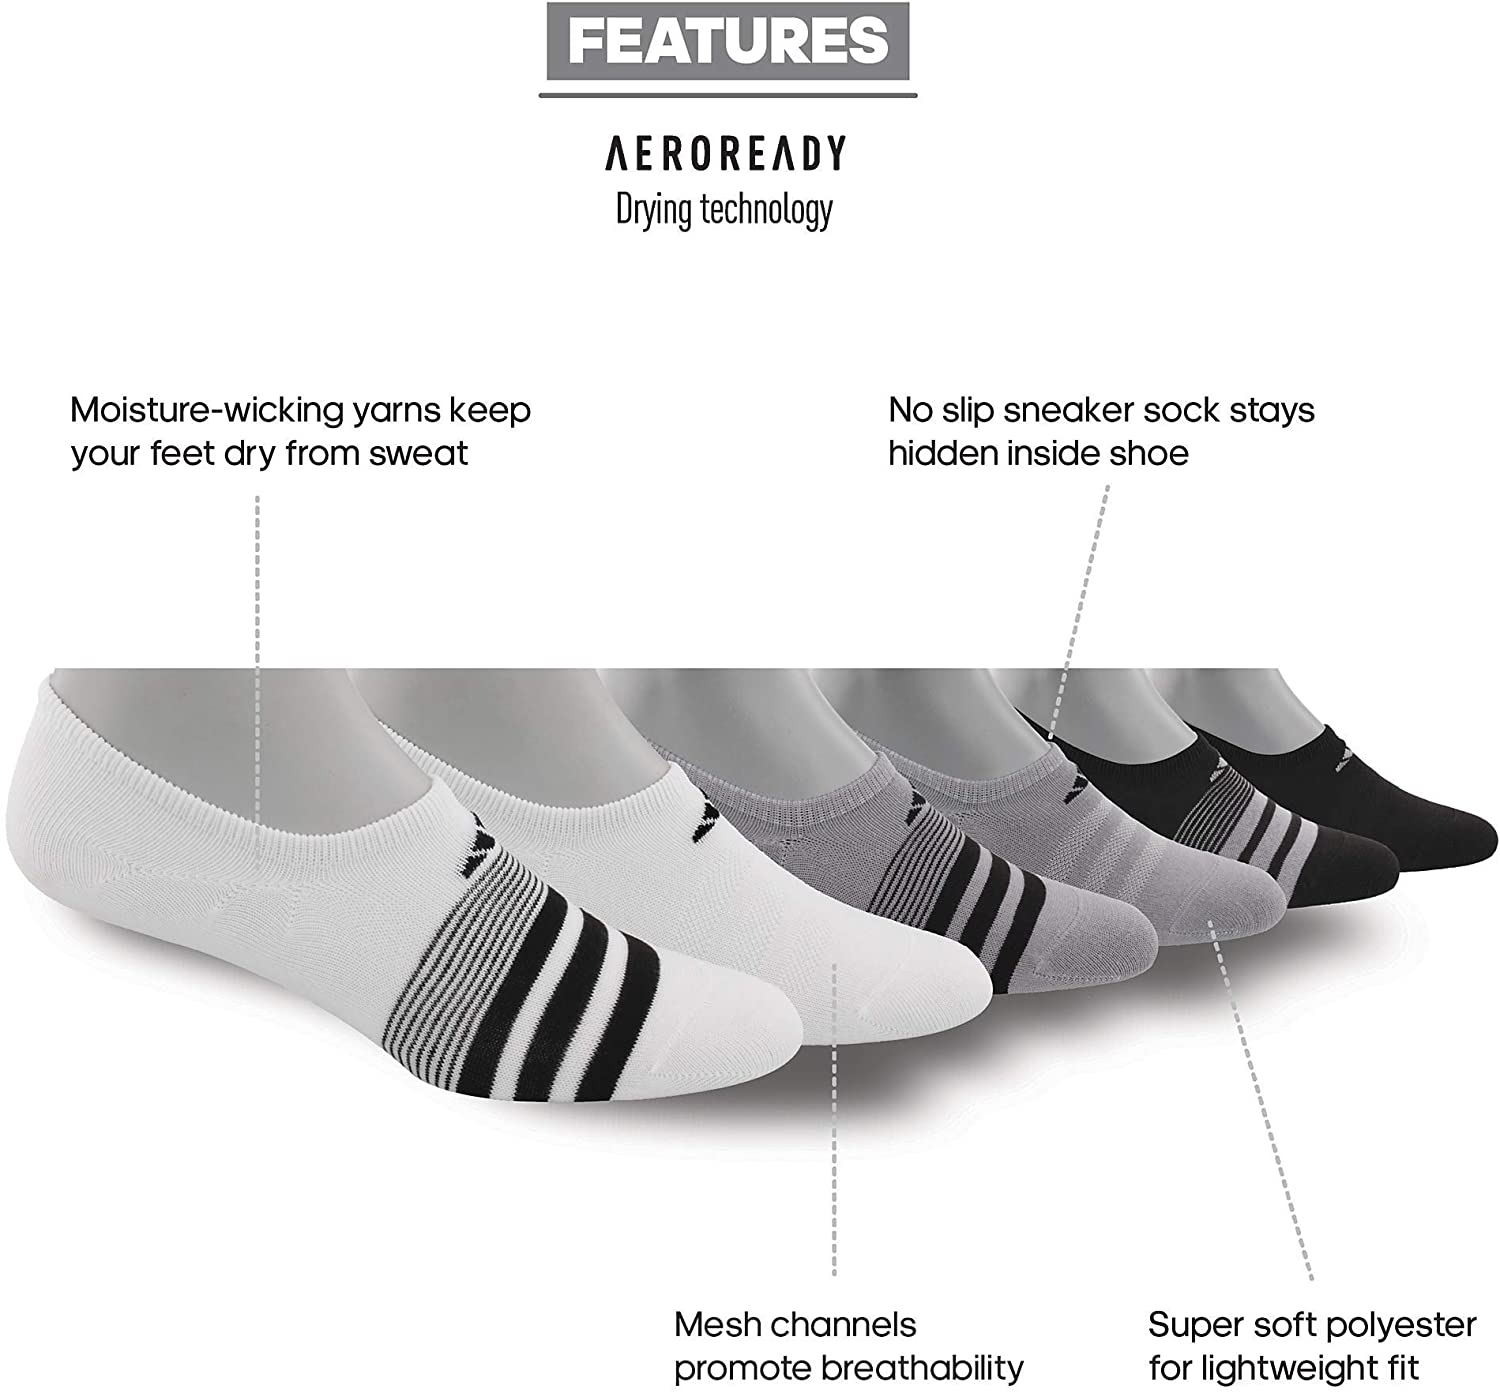 FEATURES
AEROREADY
Drying technology
Moisture-wicking yarns keep
your feet dry from sweat
No slip sneaker sock stays
hidden inside shoe
Mesh channels
promote breathability
Super soft polyester
for lightweight fit